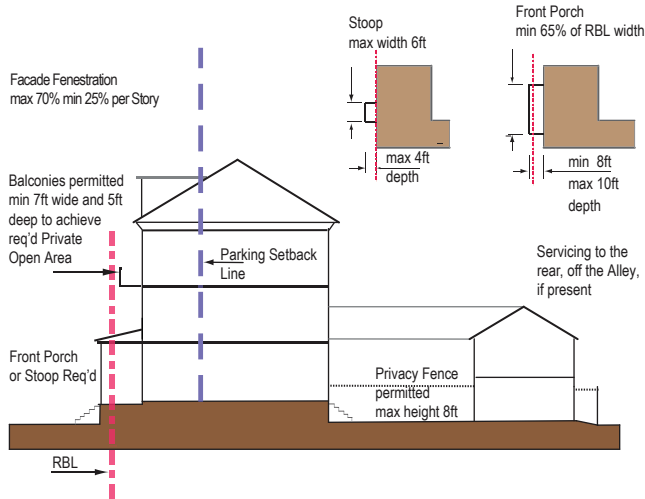 Stoop
max width 6ft
Front Porch
min 65% of RBL width
Facade Fenestration
max 70% min 25% per Story
max 4ft
depth
min 8ft
max 10ft
depth
Balconies permitted
min 7ft wide and 5ft
deep to achieve
req'd Private
Open Area
Parking Setback
Line
Servicing to the
rear, off the Alley,
if present
Front Porch
or Stoop Req'd
Privacy Fence
permitted
max height 8ft
RBL